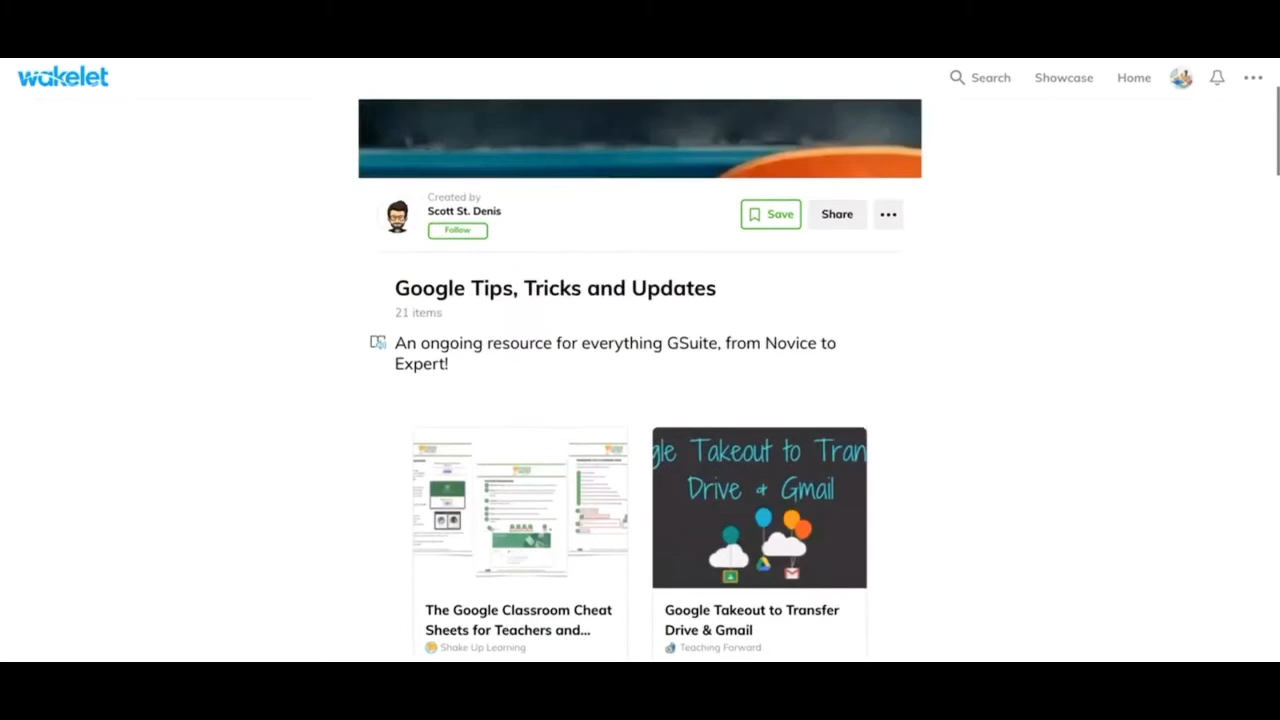 wakelet
Search Showcase Home
Created by
Scott St. Denis
Follow
Save Share
Google Tips, Tricks and Updates
21 items
An ongoing resource for everything GSuite, from Novice to
Expert!
gle Takeout to Tran
Drive & Gmail
The Google Classroom Cheat
Sheets for Teachers and...
Shake Up Learning
Google Takeout to Transfer
Drive & Gmail
Teaching Forward